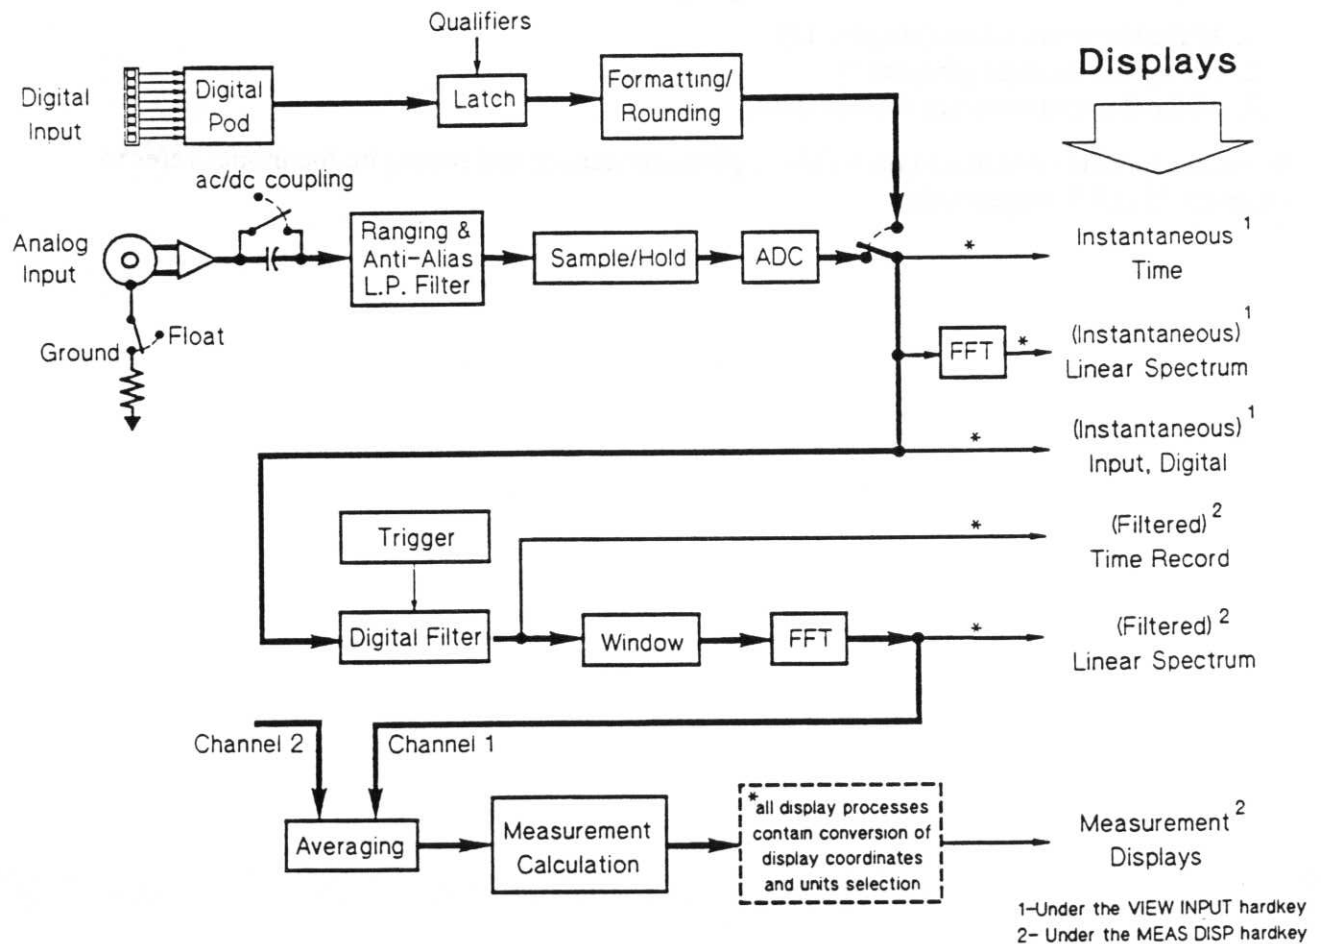 Qualifiers
Displays
Digital
Input
Digital
Pod
Latch
Formatting/
Rounding
ac/dc coupling
Analog
Input
Ranging &
Anti-Alias
L.P. Filter
Sample/Hold
ADC
*
Instantaneous 1
Time
Ground
Float
FFT
*
(Instantaneous) 1
Linear Spectrum
*
(Instantaneous) 1
Input, Digital
Trigger
*
(Filtered) 2
Time Record
Digital Filter
Window
FFT
*
(Filtered) 2
Linear Spectrum
Channel 2
Channel 1
Averaging
Measurement
Calculation
*all display processes
contain conversion of
display coordinates
and units selection
Measurement 2
Displays
1-Under the VIEW INPUT hardkey
2- Under the MEAS DISP hardkey